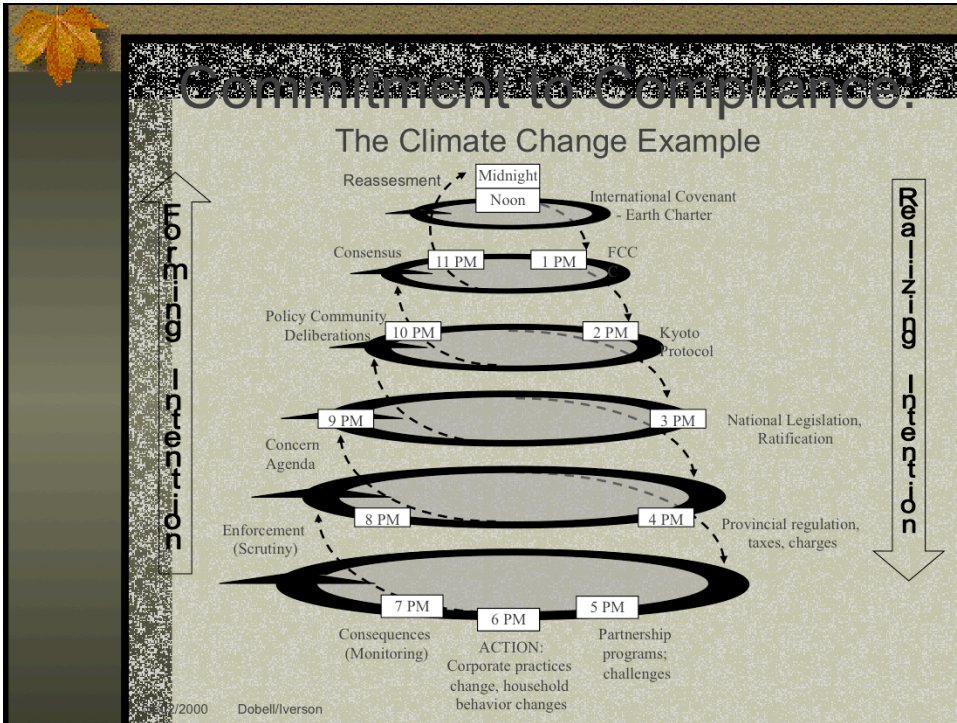 Commitment to Compliance:
The Climate Change Example
Reassesment
Midnight
Noon
International Covenant
- Earth Charter
Consensus
11 PM
1 PM
FCC
C
Policy Community
Deliberations
10 PM
2 PM
Kyoto
Protocol
9 PM
3 PM
National Legislation,
Ratification
Concern
Agenda
8 PM
4 PM
Enforcement
(Scrutiny)
Provincial regulation,
taxes, charges
7 PM
6 PM
5 PM
Consequences
(Monitoring)
ACTION:
Corporate practices
change, household
behavior changes
Partnership
programs;
challenges
Forming Intention
Realizing Intention
/2000
Dobell/Iverson